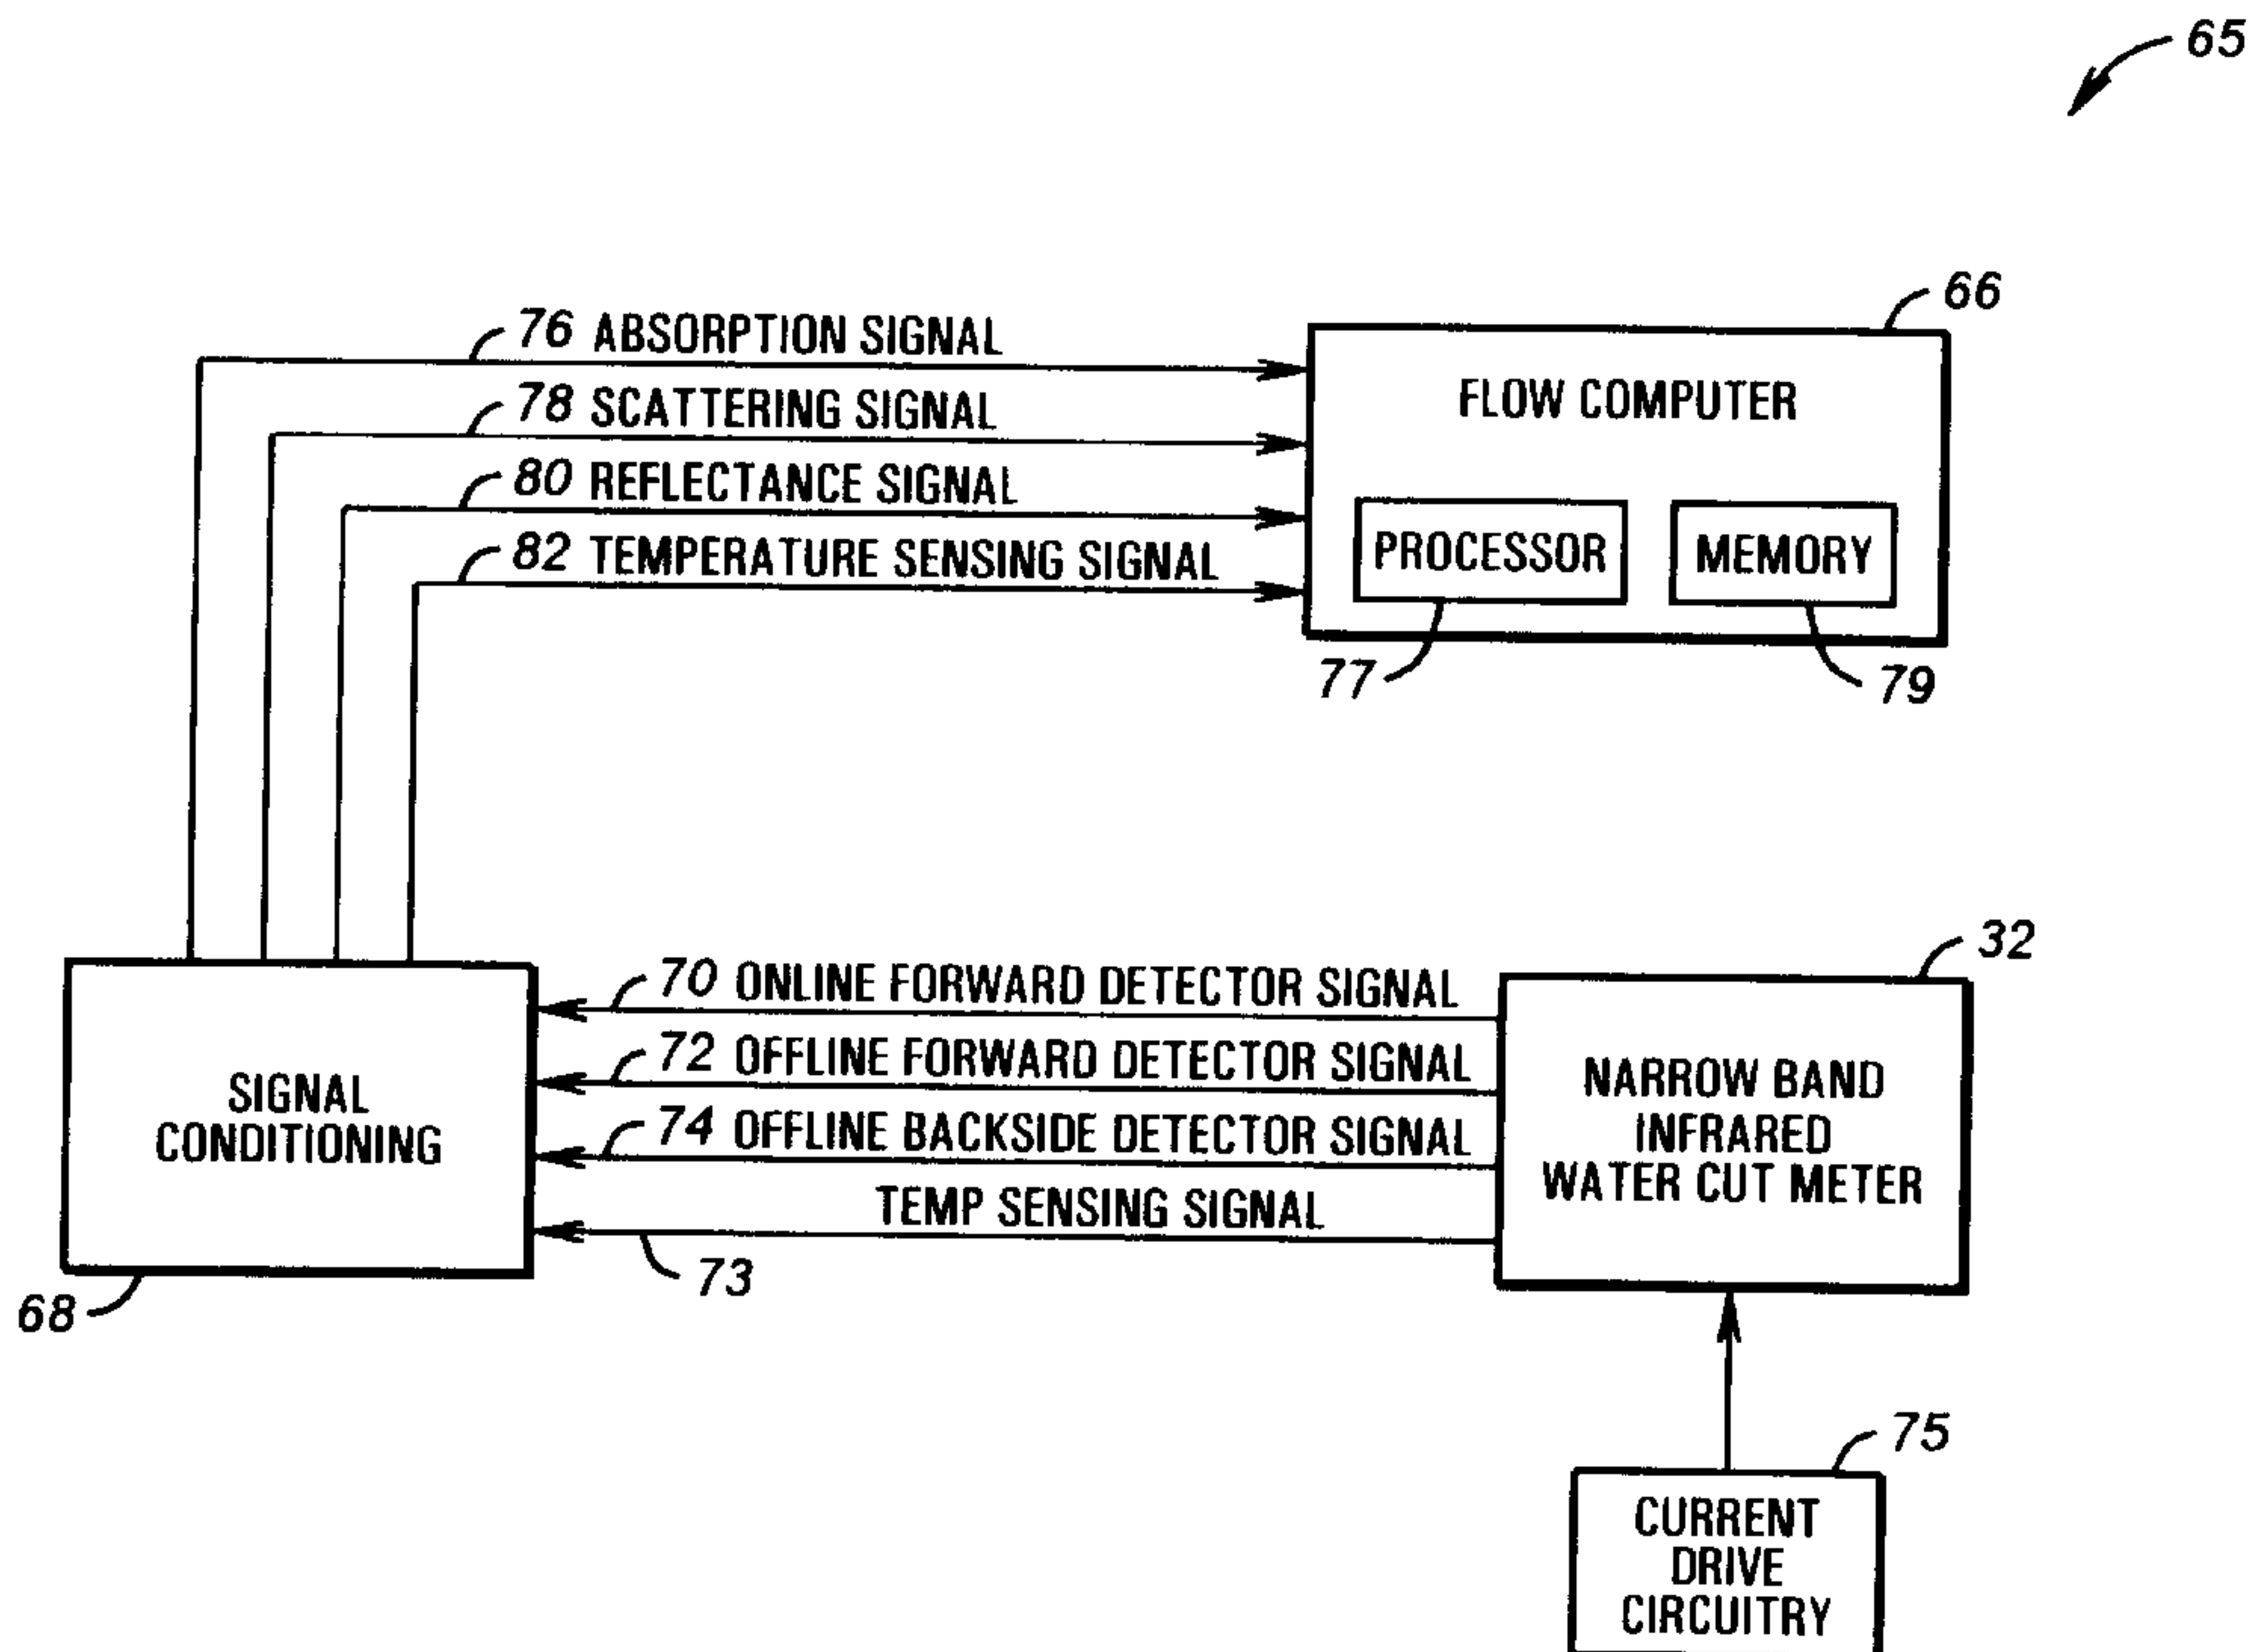 65
66
76 ABSORPTION SIGNAL
78 SCATTERING SIGNAL
80 REFLECTANCE SIGNAL
82 TEMPERATURE SENSING SIGNAL
FLOW COMPUTER
PROCESSOR
MEMORY
77
79
32
70 ONLINE FORWARD DETECTOR SIGNAL
72 OFFLINE FORWARD DETECTOR SIGNAL
74 OFFLINE BACKSIDE DETECTOR SIGNAL
TEMP SENSING SIGNAL
73
SIGNAL
CONDITIONING
68
NARROW BAND
INFRARED
WATER CUT METER
75
CURRENT
DRIVE
CIRCUITRY